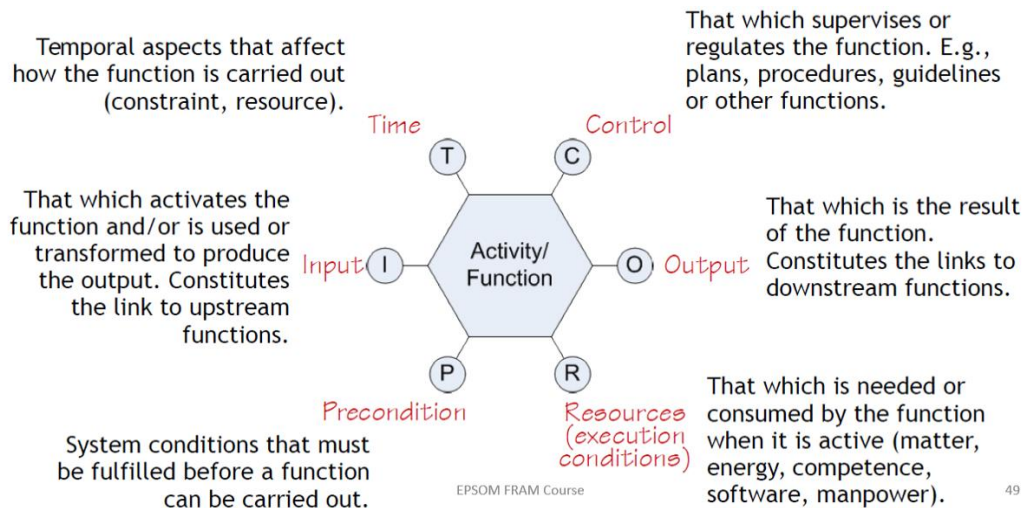 Temporal aspects that affect
how the function is carried out
(constraint, resource).
That which supervises or
regulates the function. E.g.,
plans, procedures, guidelines
or other functions.
Time
Control
T
C
That which activates the
function and/or is used or
transformed to produce
the output. Constitutes
the link to upstream
functions.
Input
I
Activity/
Function
O
Output
That which is the result
of the function.
Constitutes the links to
downstream functions.
P
R
Precondition
Resources
(execution
conditions)
System conditions that must
be fulfilled before a function
can be carried out.
That which is needed or
consumed by the function
when it is active (matter,
energy, competence,
software, manpower).
EPSOM FRAM Course
49